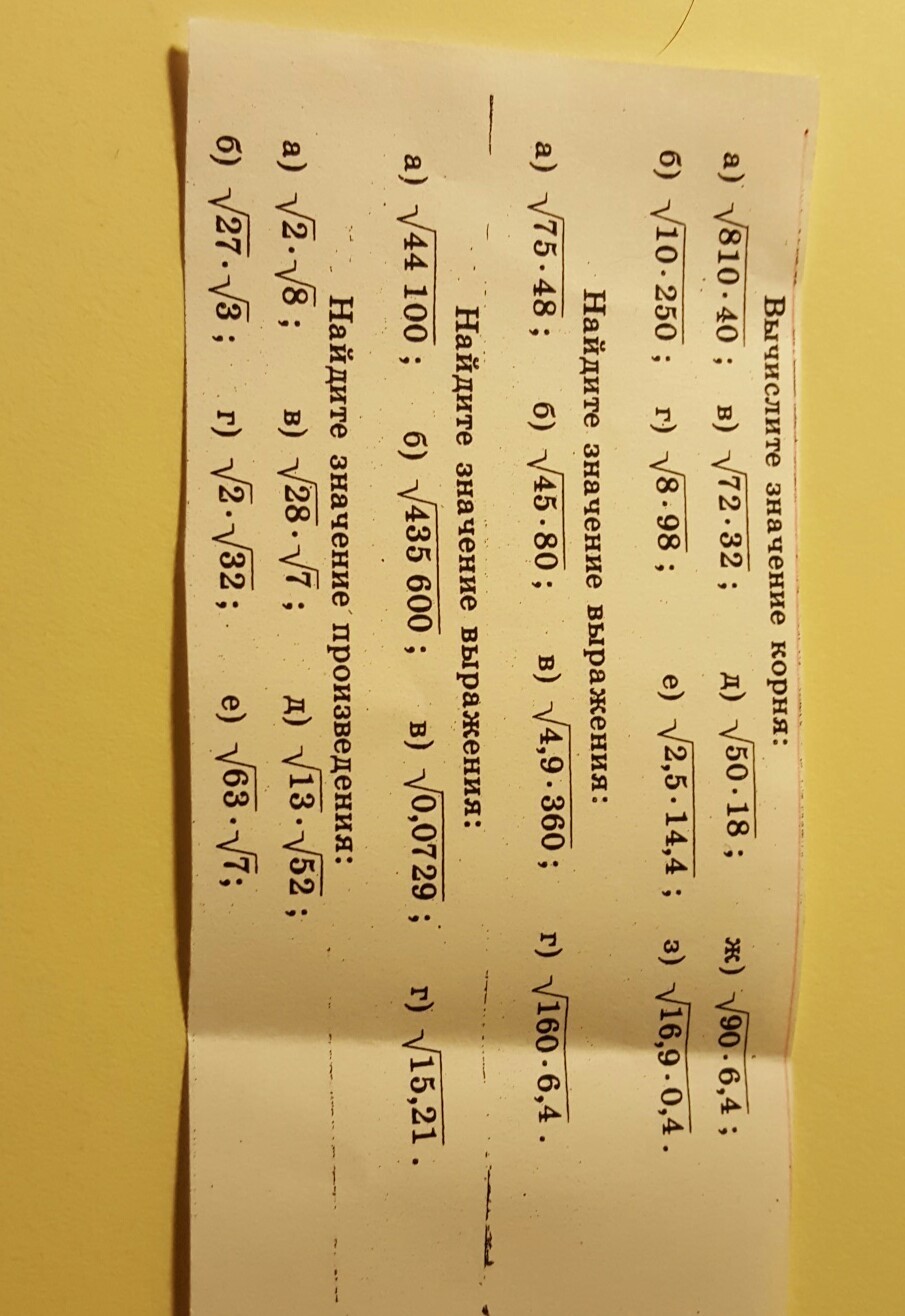 Вычислите значение корня:
а) √810·40; в) √72·32; д) √50·18; ж) √90·6,4;
б) √10·250; г) √8·98; е) √2,5·14,4; з) √16,9·0,4.
Найдите значение выражения:
а) √75·48; б) √45·80; в) √4,9·360; г) √160·6,4.
Найдите значение выражения:
а) √44 100; б) √435 600; в) √0,0729; г) √15,21.
Найдите значение произведения:
а) √2·√8; в) √28·√7; д) √13·√52;
б) √27·√3; г) √2·√32; е) √63·√7;